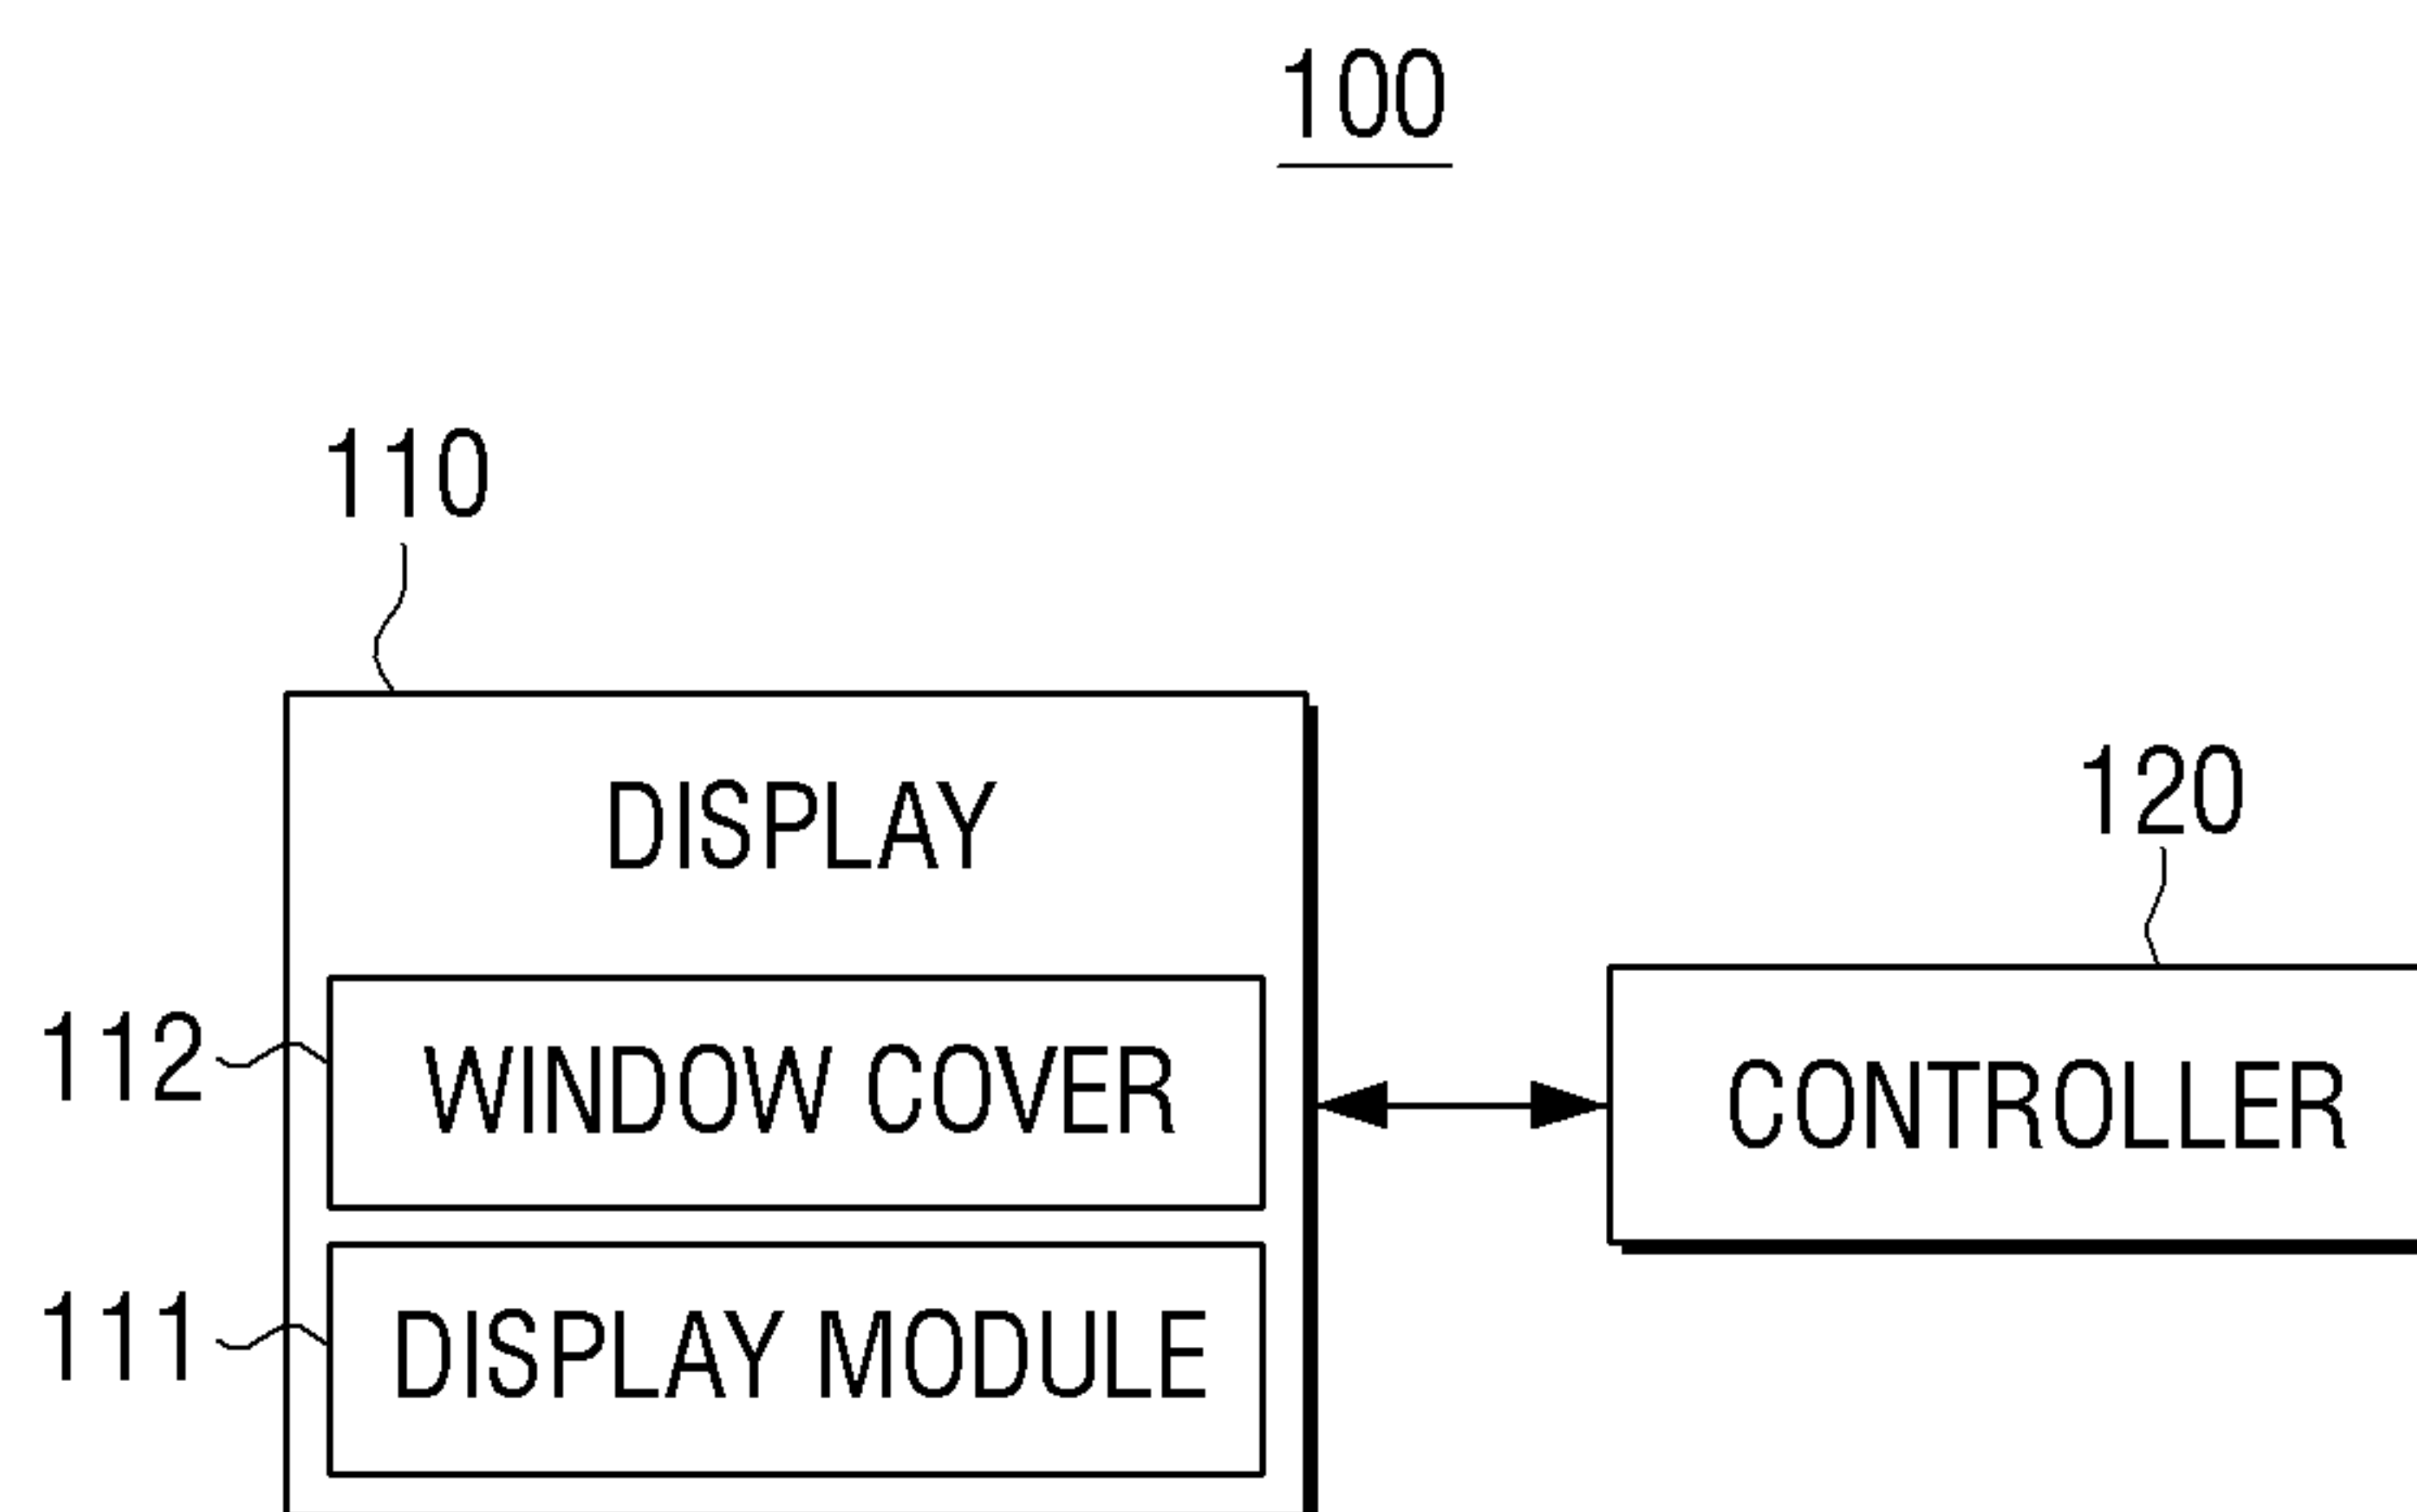 100
110
DISPLAY
120
112
WINDOW COVER
CONTROLLER
111
DISPLAY MODULE